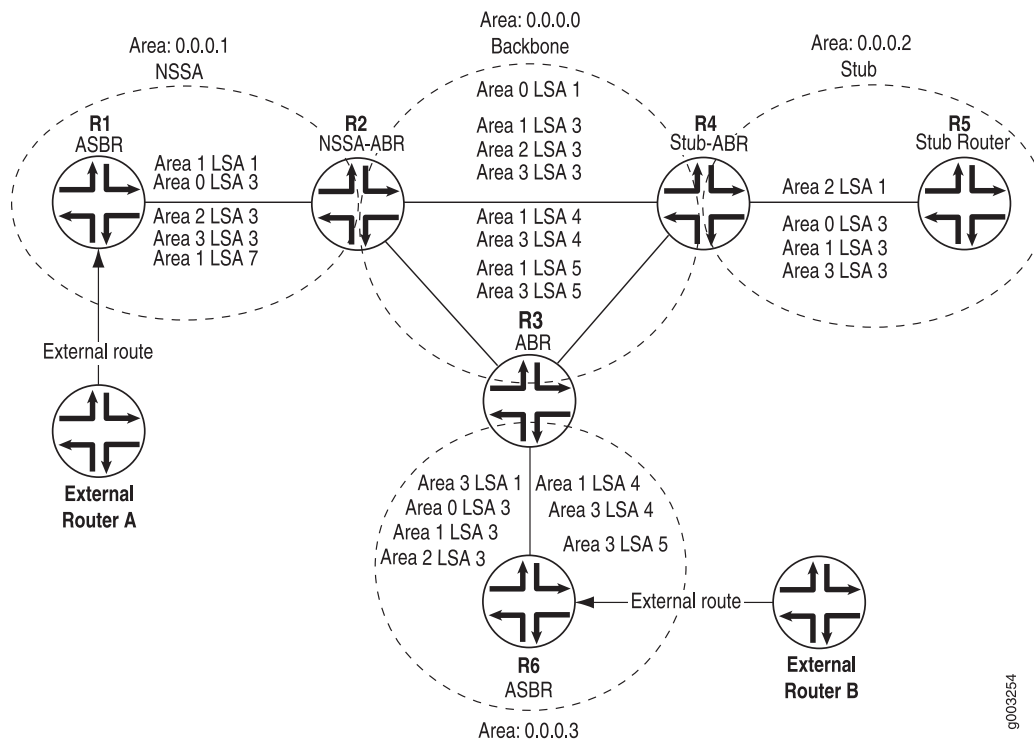 Area: 0.0.0.0
Backbone
Area: 0.0.0.1
NSSA
Area: 0.0.0.2
Stub
Area 0 LSA 1
Area 1 LSA 3
Area 2 LSA 3
Area 3 LSA 3
R1
ASBR
R2
NSSA-ABR
R4
Stub-ABR
R5
Stub Router
Area 1 LSA 1
Area 0 LSA 3
Area 2 LSA 3
Area 3 LSA 3
Area 1 LSA 7
Area 1 LSA 4
Area 3 LSA 4
Area 1 LSA 5
Area 3 LSA 5
Area 2 LSA 1
Area 0 LSA 3
Area 1 LSA 3
Area 3 LSA 3
R3
ABR
External route
External
Router A
Area 3 LSA 1
Area 0 LSA 3
Area 1 LSA 3
Area 2 LSA 3
Area 1 LSA 4
Area 3 LSA 4
Area 3 LSA 5
External route
R6
ASBR
External
Router B
Area: 0.0.0.3
g003254